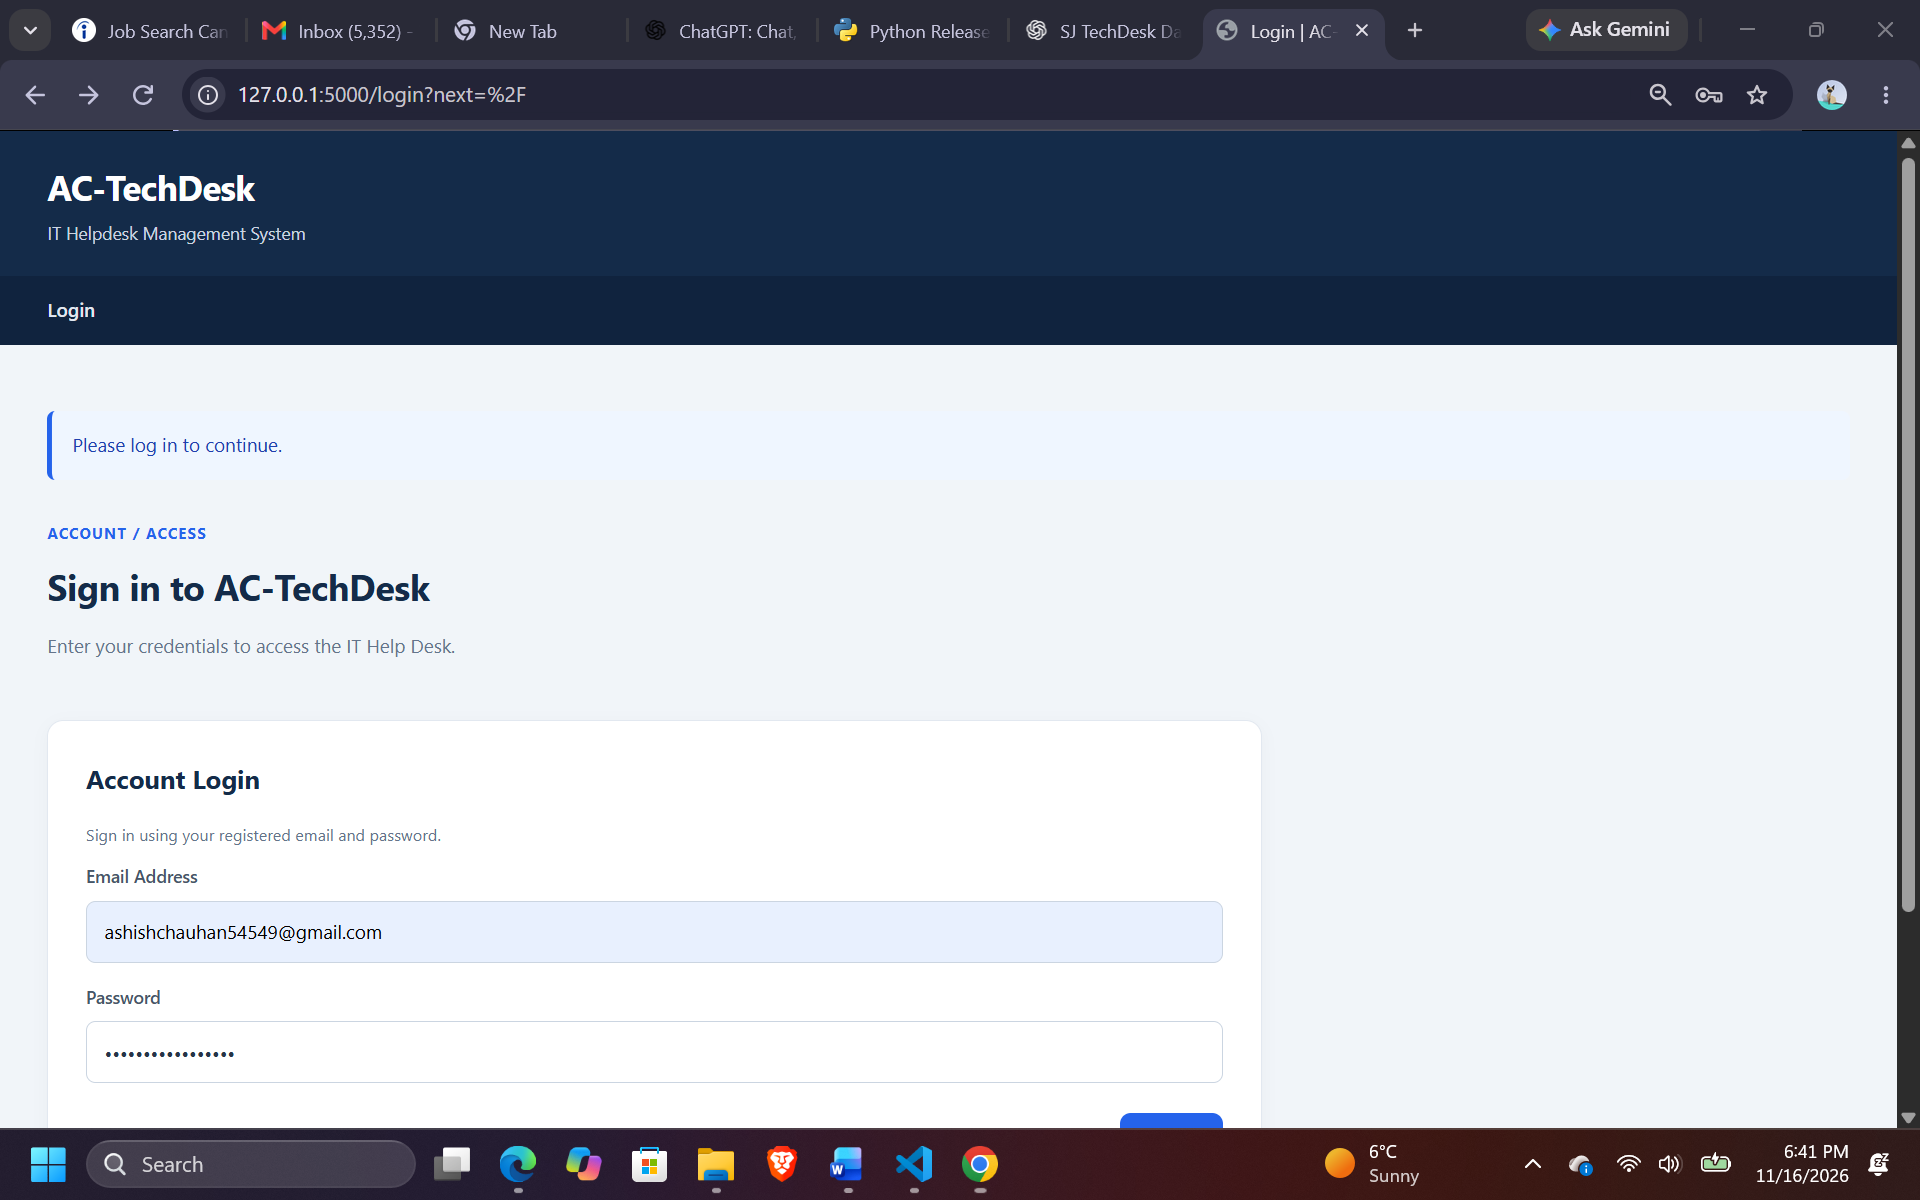 Job Search Can
Inbox (5,352) -
New Tab
ChatGPT: Chat,
Python Release
SJ TechDesk Da
Login | AC-
Ask Gemini
127.0.0.1:5000/login?next=%2F
AC-TechDesk
IT Helpdesk Management System
Login
Please log in to continue.
ACCOUNT / ACCESS
Sign in to AC-TechDesk
Enter your credentials to access the IT Help Desk.
Account Login
Sign in using your registered email and password.
Email Address
ashishchauhan54549@gmail.com
Password
•••••••••••••••••
Search
6°C
Sunny
6:41 PM
11/16/2026